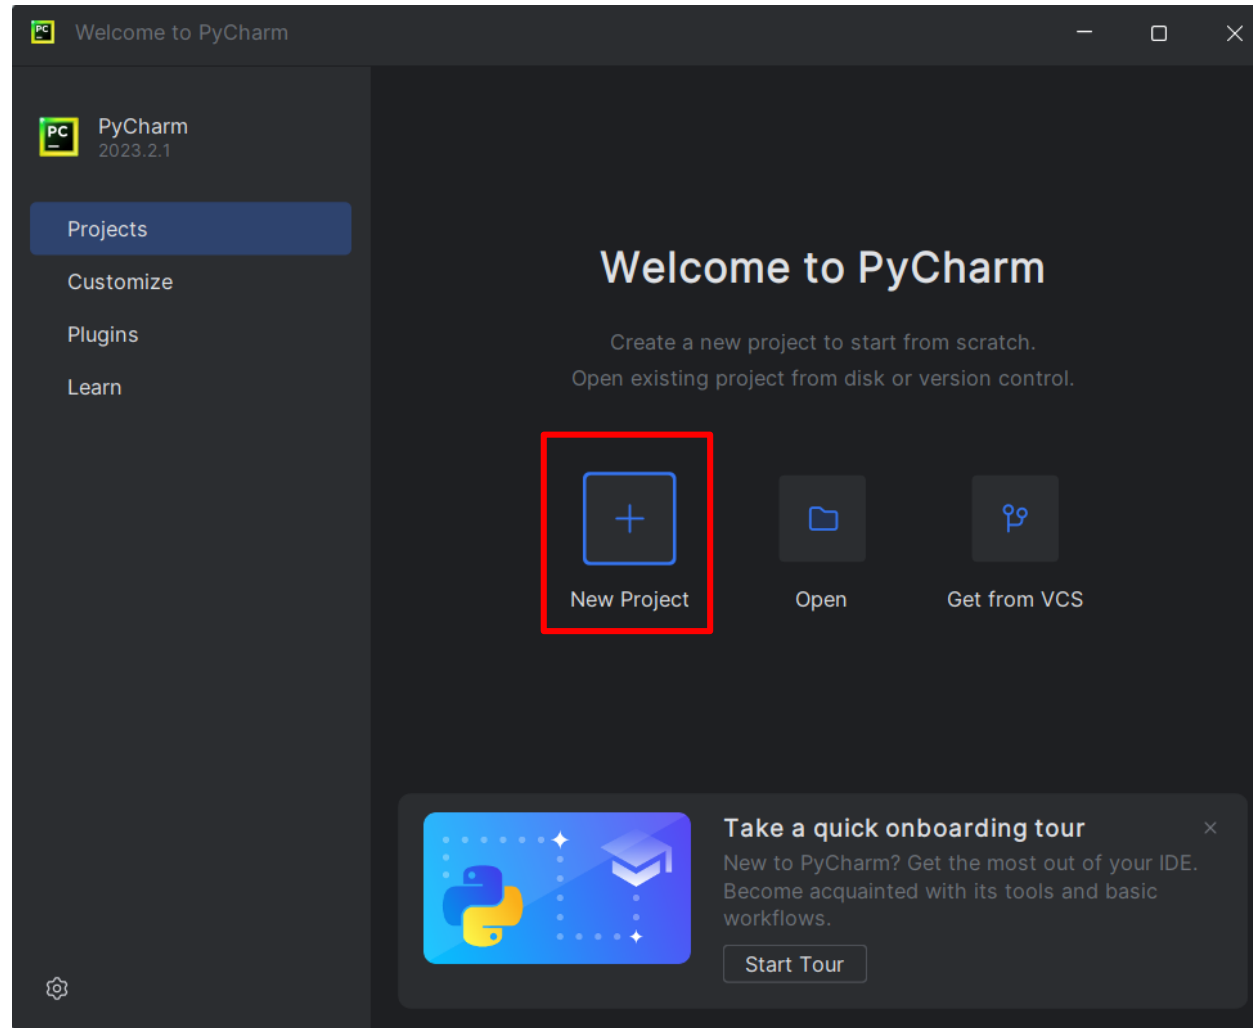 PC
Welcome to PyCharm
PC
PyCharm
2023.2.1
Projects
Customize
Plugins
Learn
Welcome to PyCharm
Create a new project to start from scratch.
Open existing project from disk or version control.
New Project
Open
Get from VCS
Take a quick onboarding tour
New to PyCharm? Get the most out of your IDE.
Become acquainted with its tools and basic
workflows.
Start Tour